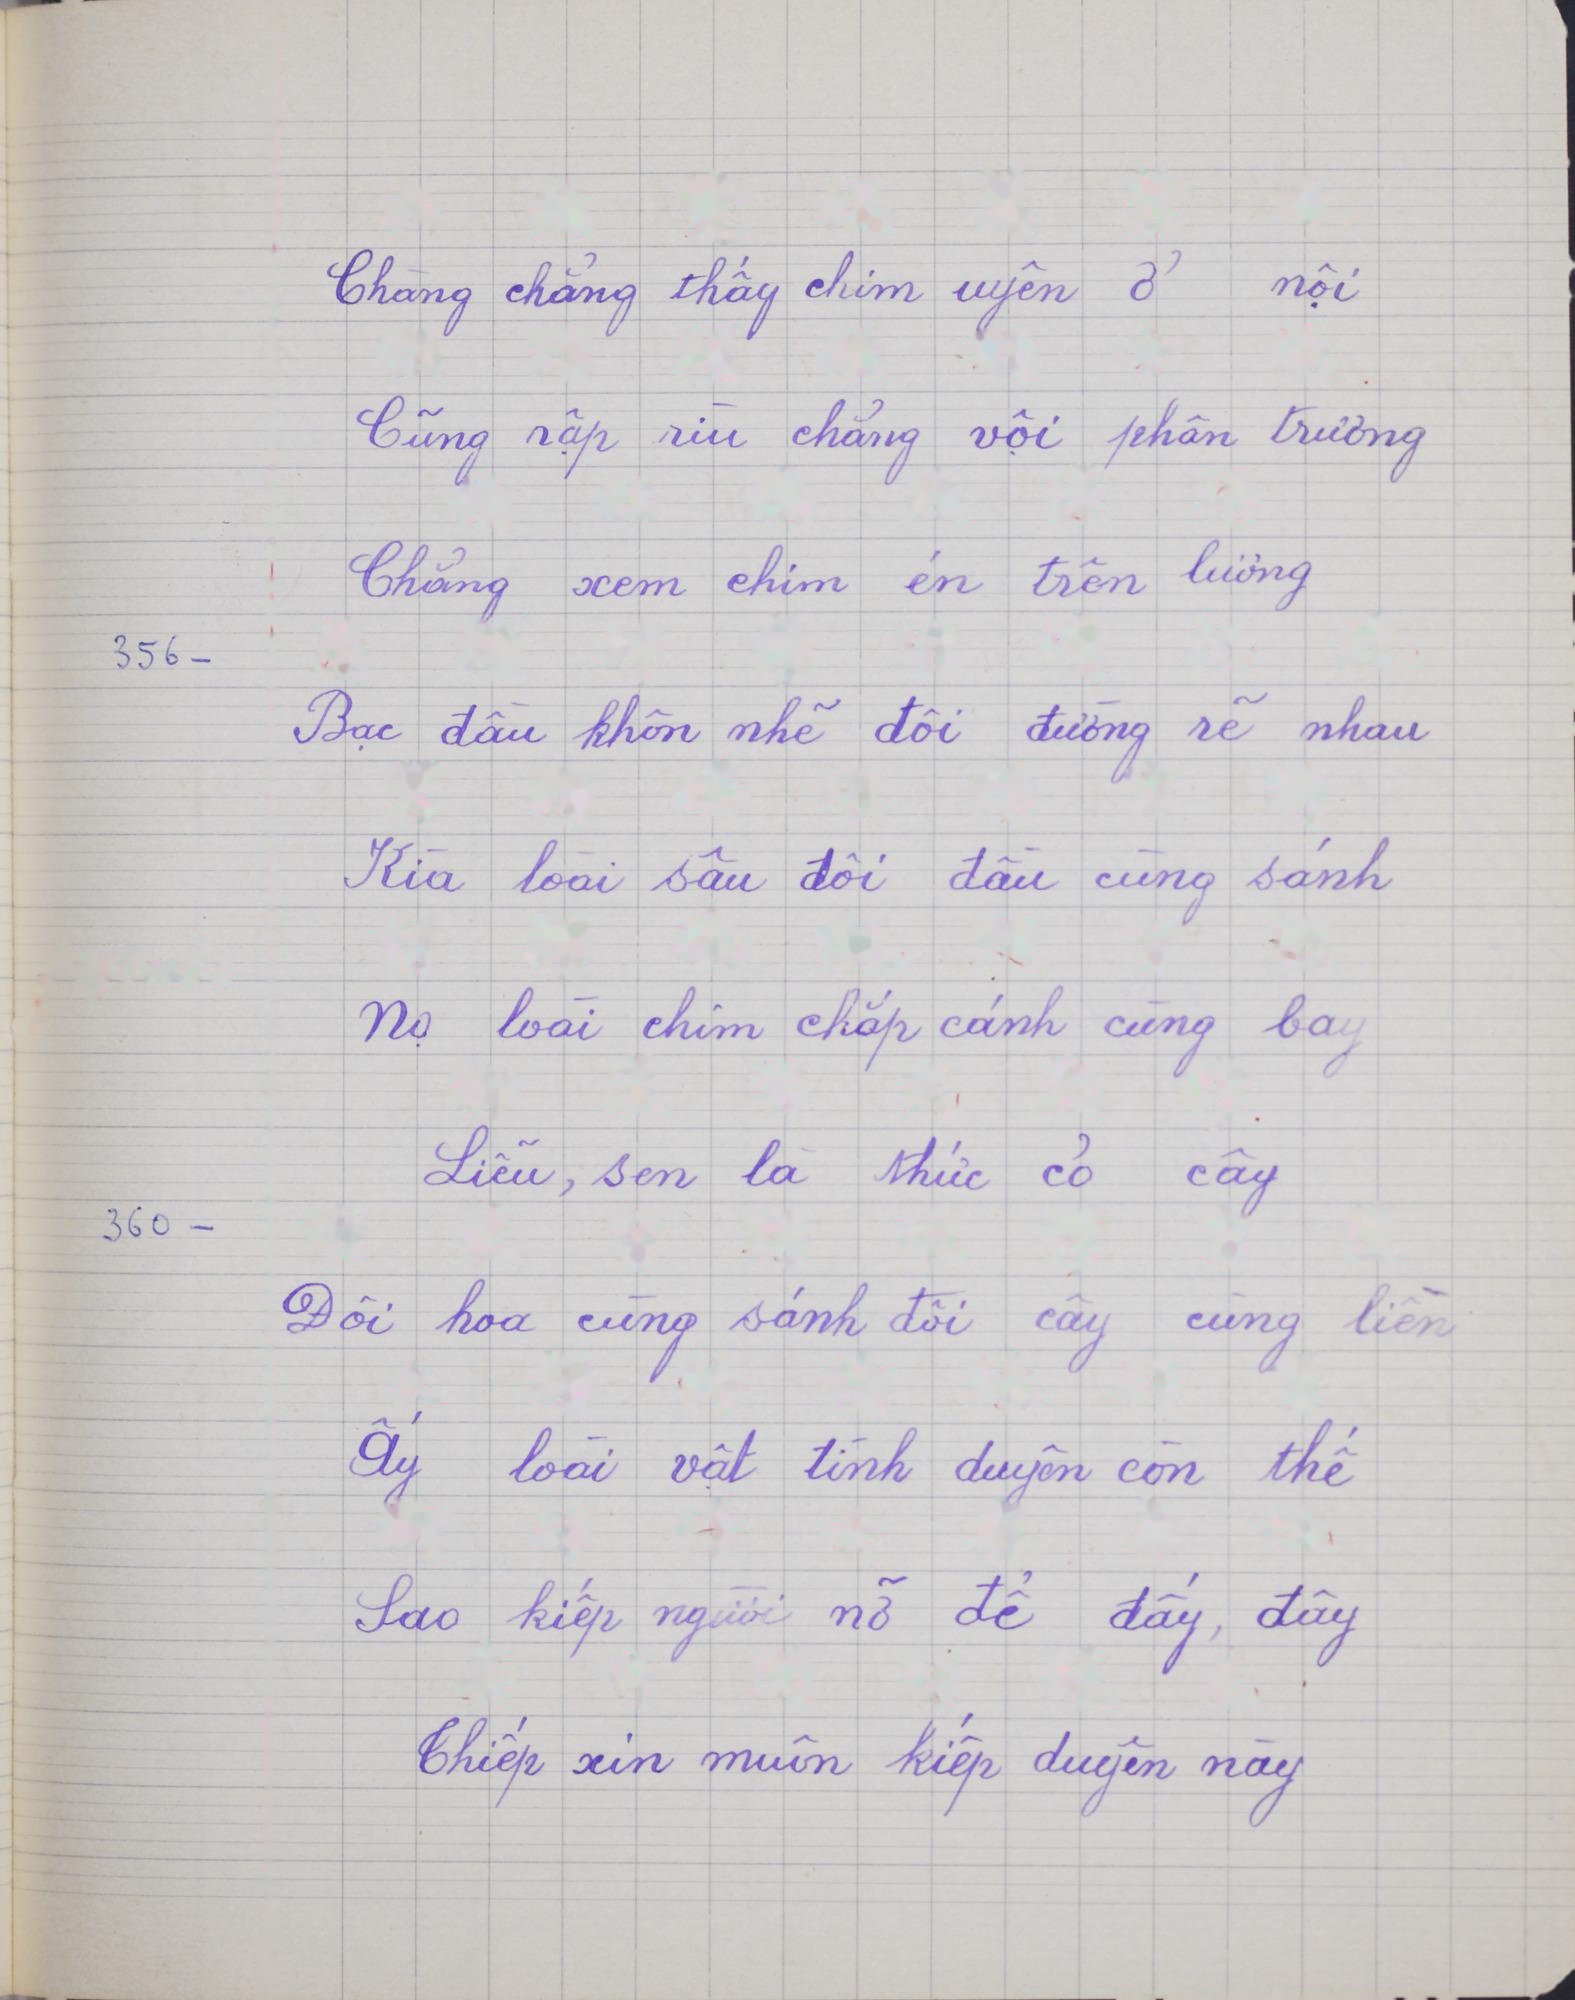 Chàng chẳng thấy chim uyên ở nội
Cũng rập rìu chẳng vội phân trương
Chẳng xem chim én trên lương
356-
Bạc đầu khôn nhẽ đôi đường rẽ nhau
Kìa loài sâu đôi đầu cùng sánh
Nọ loài chim chắp cánh cùng bay
Liễu, sen là thức cỏ cây
360 -
Đôi hoa cùng sánh đôi cây cùng liền
Ấy loài vật tình duyên còn thế
Sao kiếp người nỡ để đấy, đây
Thiếp xin muôn kiếp duyên này